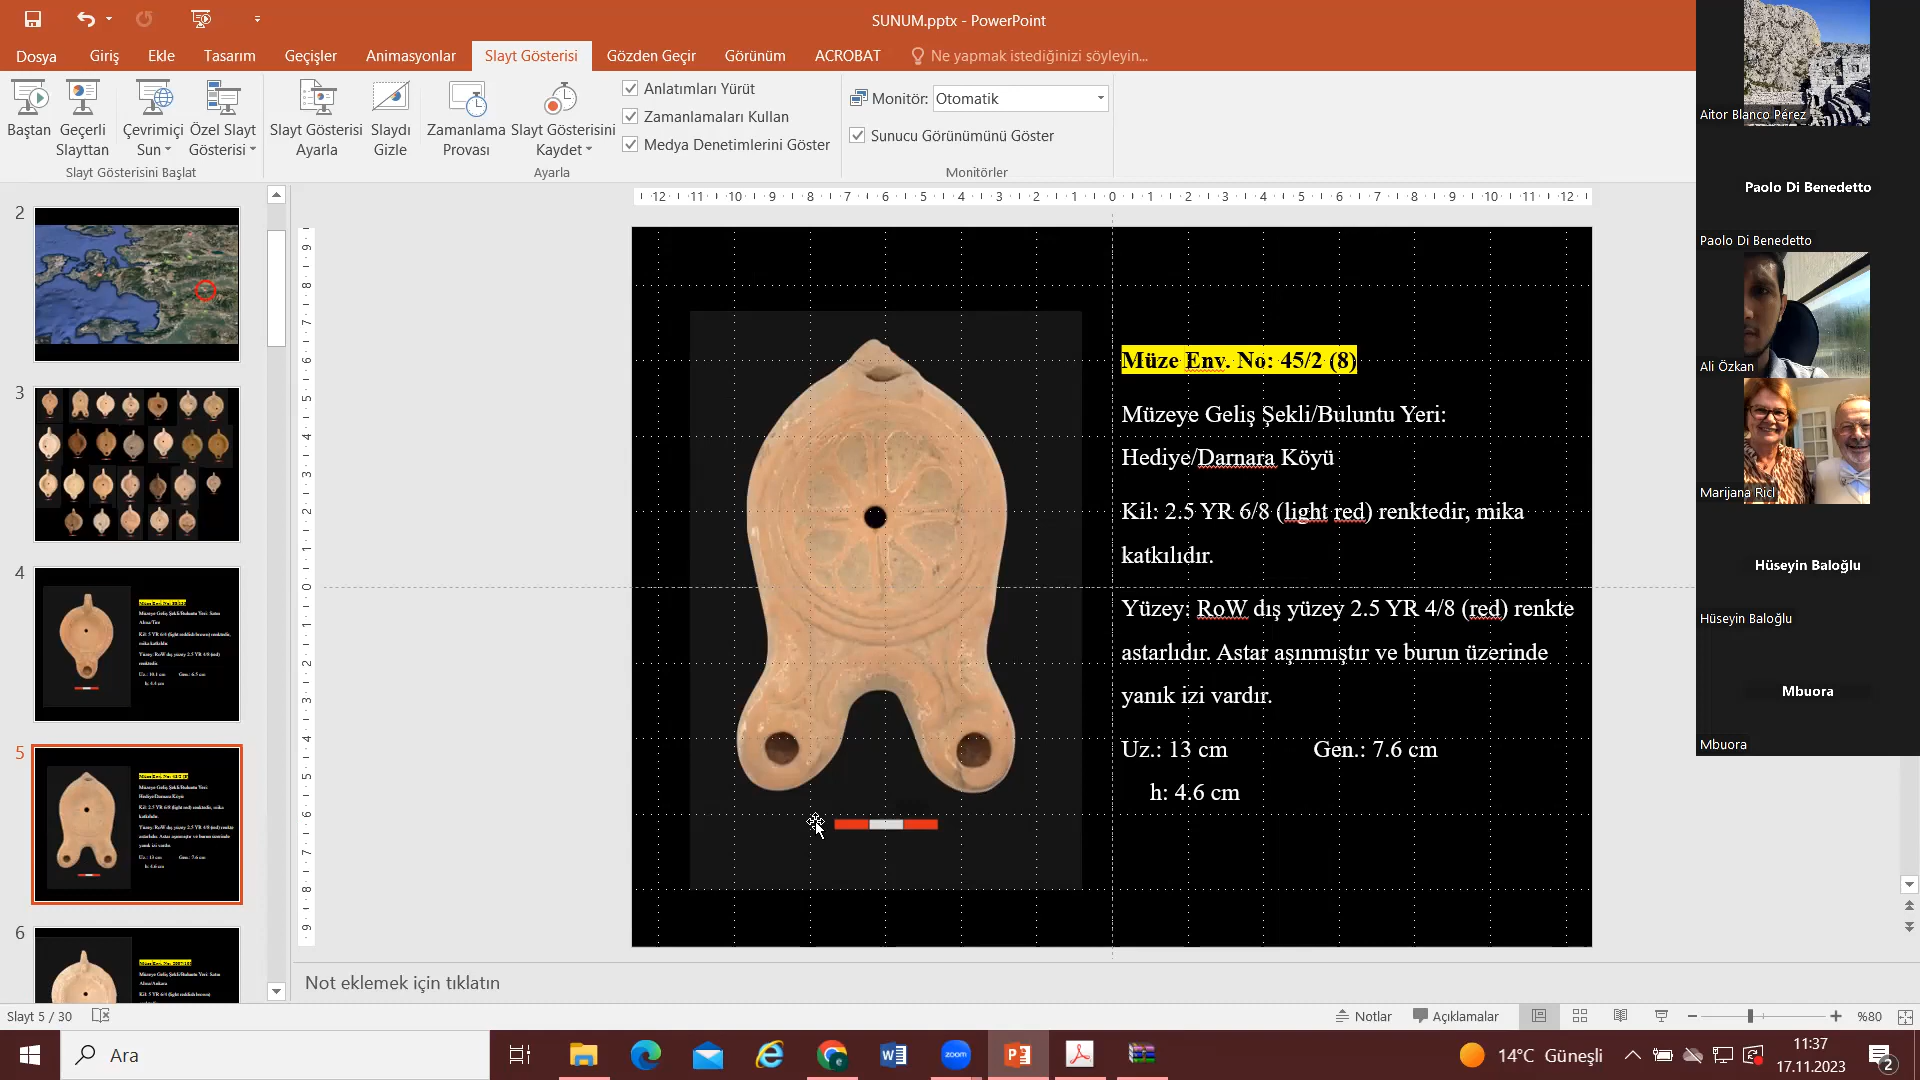 SUNUM.pptx - PowerPoint
Dosya Giriş Ekle Tasarım Geçişler Animasyonlar Slayt Gösterisi Gözden Geçir Görünüm ACROBAT Ne yapmak istediğinizi söyleyin...
Baştan
Geçerli Slayttan
Çevrimiçi Sun
Özel Slayt Gösterisi
Slayt Gösterisini Başlat
Slayt Gösterisi Ayarla
Slaydı Gizle
Zamanlama Provası
Slayt Gösterisini Kaydet
Anlatımları Yürüt
Zamanlamaları Kullan
Medya Denetimlerini Göster
Ayarla
Monitör: Otomatik
Sunucu Görünümünü Göster
Monitörler
2
3
4
5
6
Müze Env. No: 45/2 (8)
Müzeye Geliş Şekli/Buluntu Yeri:
Hediye/Darnara Köyü
Kil: 2.5 YR 6/8 (light red) renktedir, mika
katkılıdır.
Yüzey: RoW dış yüzey 2.5 YR 4/8 (red) renkte
astarlıdır. Astar aşınmıştır ve burun üzerinde
yanık izi vardır.
Uz.: 13 cm Gen.: 7.6 cm
h: 4.6 cm
Aitor Blanco Pérez
Paolo Di Benedetto
Paolo Di Benedetto
Ali Özkan
Marijana Ricl
Hüseyin Baloğlu
Hüseyin Baloğlu
Mbuora
Mbuora
Not eklemek için tıklatın
Slayt 5 / 30
Notlar Açıklamalar %80
Ara
zoom
14°C Güneşli
11:37
17.11.2023
2